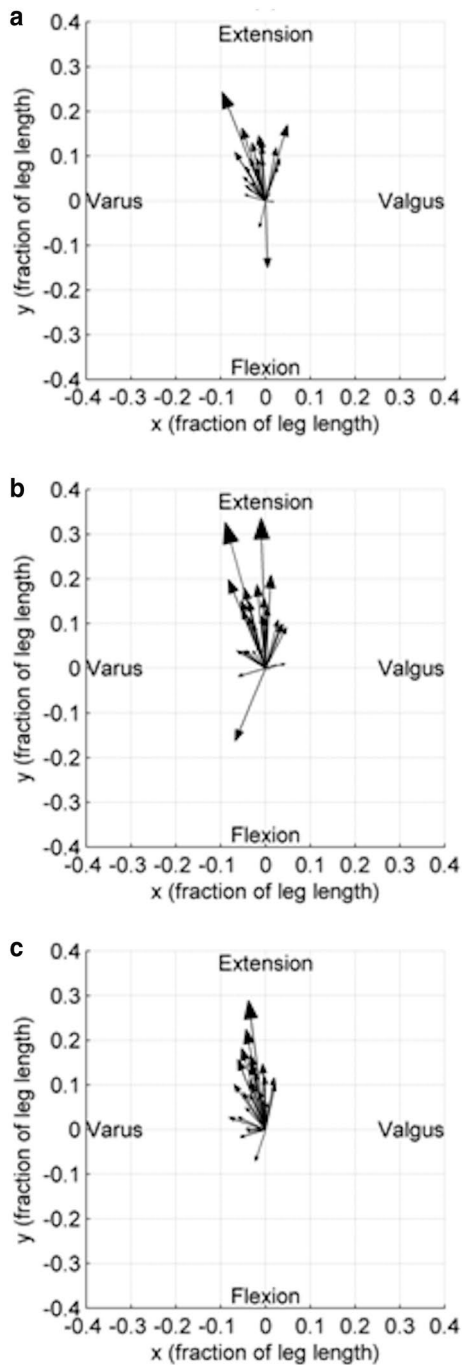 a
Extension
0.4
0.3
0.2
0.1
0 Varus Valgus
-0.1
-0.2
-0.3
-0.4
Flexion
y (fraction of leg length)
-0.4 -0.3 -0.2 -0.1 0 0.1 0.2 0.3 0.4
x (fraction of leg length)
b
Extension
0.4
0.3
0.2
0.1
0 Varus Valgus
-0.1
-0.2
-0.3
-0.4
Flexion
y (fraction of leg length)
-0.4 -0.3 -0.2 -0.1 0 0.1 0.2 0.3 0.4
x (fraction of leg length)
c
Extension
0.4
0.3
0.2
0.1
0 Varus Valgus
-0.1
-0.2
-0.3
-0.4
Flexion
y (fraction of leg length)
-0.4 -0.3 -0.2 -0.1 0 0.1 0.2 0.3 0.4
x (fraction of leg length)